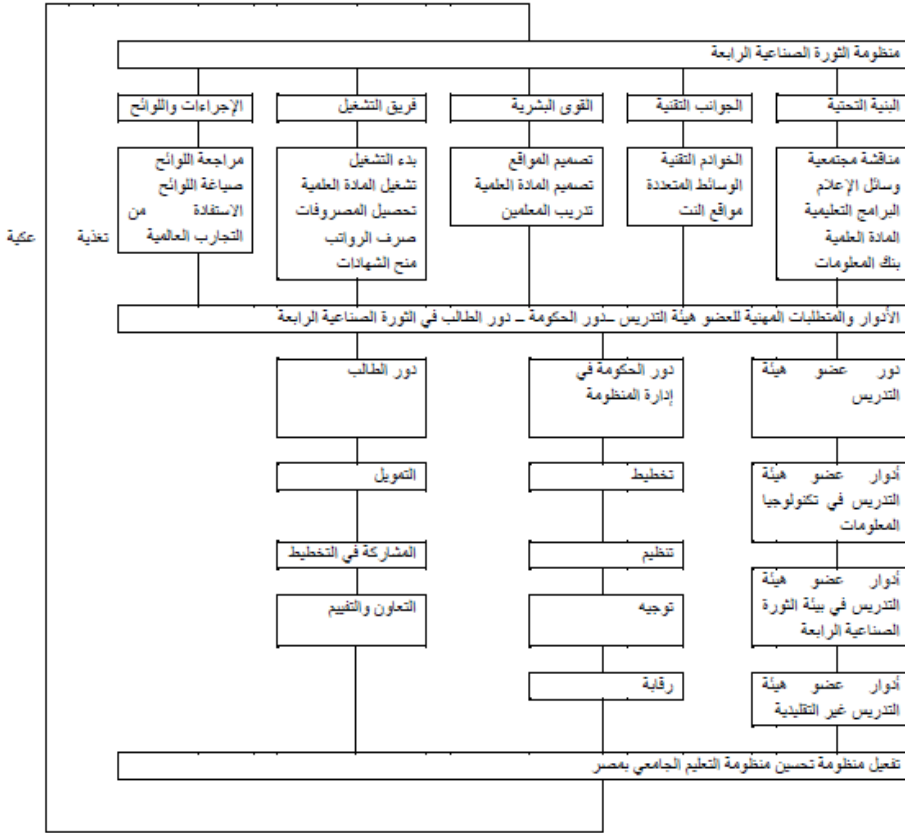 منظومة الثورة الصناعية الرابعة
البنية التحتية
الجوانب التقنية
القوى البشرية
فريق التشغيل
الإجراءات واللوائح
مناقشة مجتمعية
وسائل الإعلام
البرامج التعليمية
المادة العلمية
بنك المعلومات
الخوادم التقنية
الوسائط المتعددة
مواقع النت
تصميم المواقع
تصميم المادة العلمية
تدريب المعلمين
بدء التشغيل
تشغيل المادة العلمية
تحصيل المصروفات
صرف الرواتب
منح الشهادات
مراجعة اللوائح
صياغة اللوائح
الاستفادة من
التجارب العالمية
تغذية عكية
الأدوار والمتطلبات المهنية للعضو هيئة التدريس –دور الحكومة – دور الطالب في الثورة الصناعية الرابعة
دور عضو هيئة
التدريس
دور الحكومة في
إدارة المنظومة
دور الطالب
أدوار عضو هيئة
التدريس في تكنولوجيا
المعلومات
تخطيط
التمويل
أدوار عضو هيئة
التدريس في بيئة الثورة
الصناعية الرابعة
تنظيم
المشاركة في التخطيط
توجيه
التعاون والتقييم
أدوار عضو هيئة
التدريس غير التقليدية
رقابة
تفعيل منظومة تحسين منظومة التعليم الجامعي بمصر